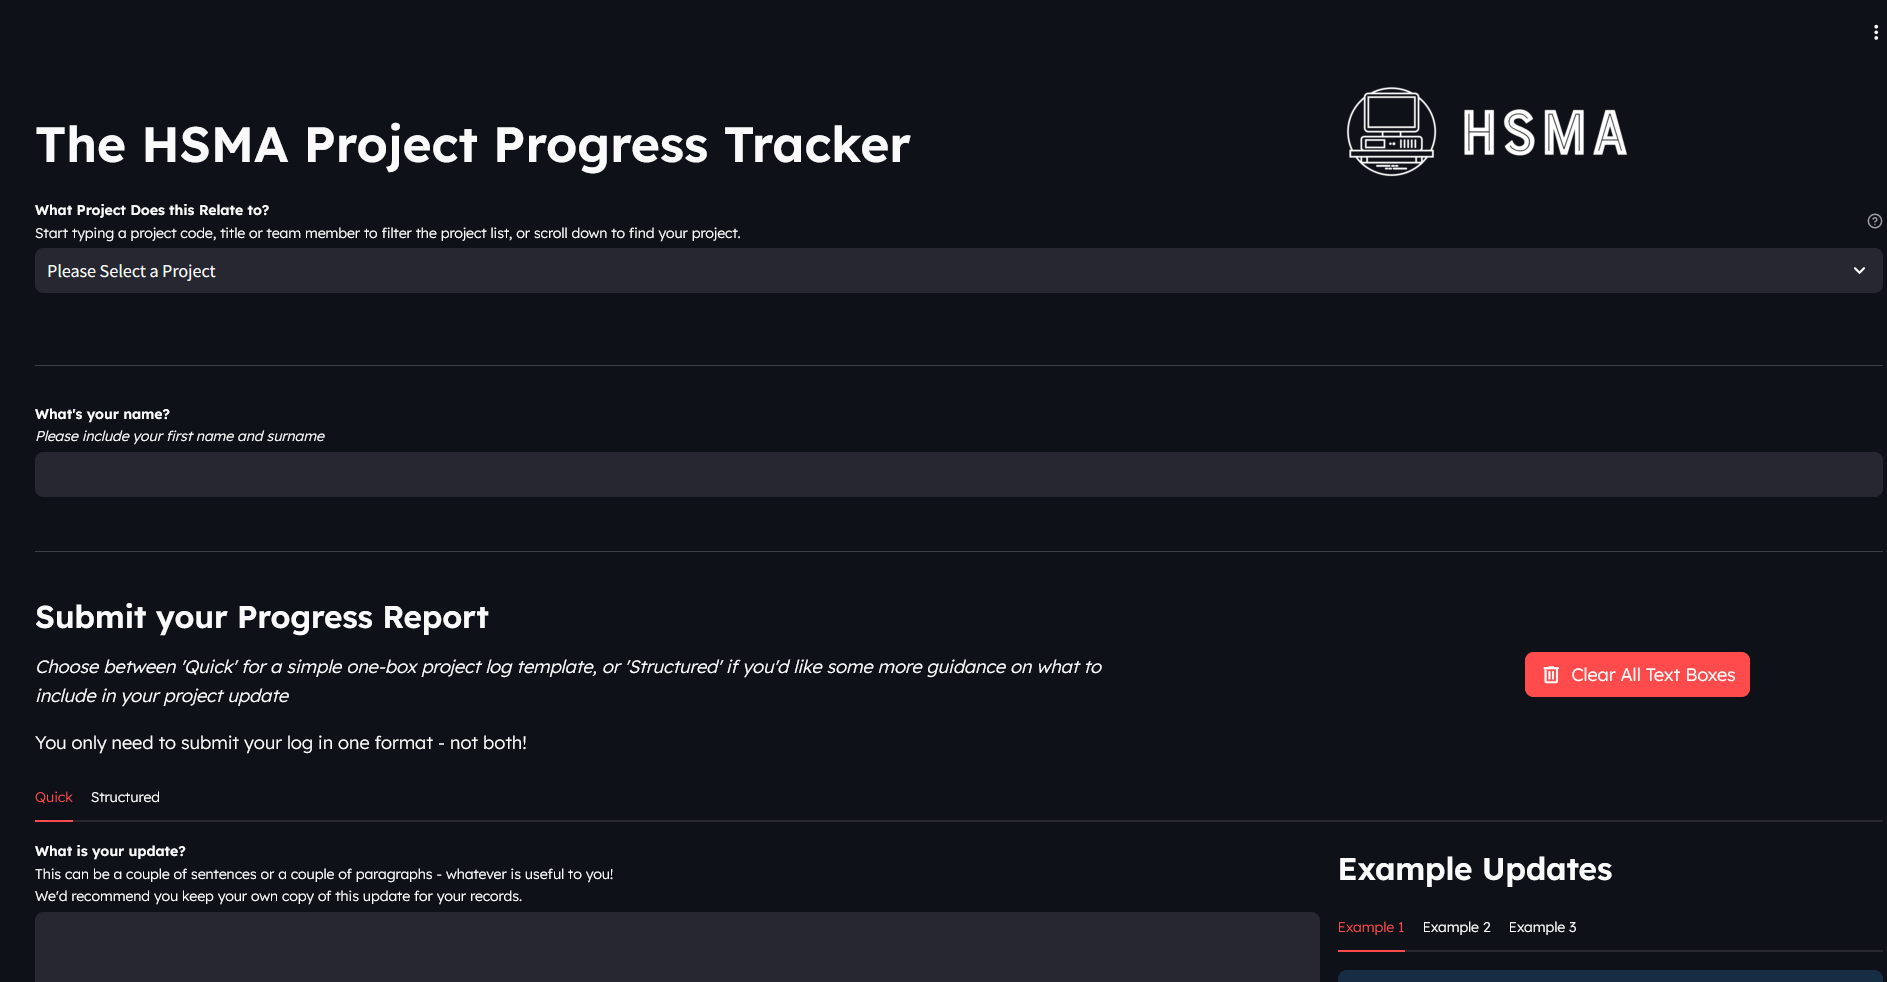 The HSMA Project Progress Tracker
HSMA
What Project Does this Relate to?
Start typing a project code, title or team member to filter the project list, or scroll down to find your project.
Please Select a Project
What's your name?
Please include your first name and surname
Submit your Progress Report
Choose between 'Quick' for a simple one-box project log template, or 'Structured' if you'd like some more guidance on what to
include in your project update
Clear All Text Boxes
You only need to submit your log in one format - not both!
Quick Structured
What is your update?
This can be a couple of sentences or a couple of paragraphs - whatever is useful to you!
We'd recommend you keep your own copy of this update for your records.
Example Updates
Example 1 Example 2 Example 3